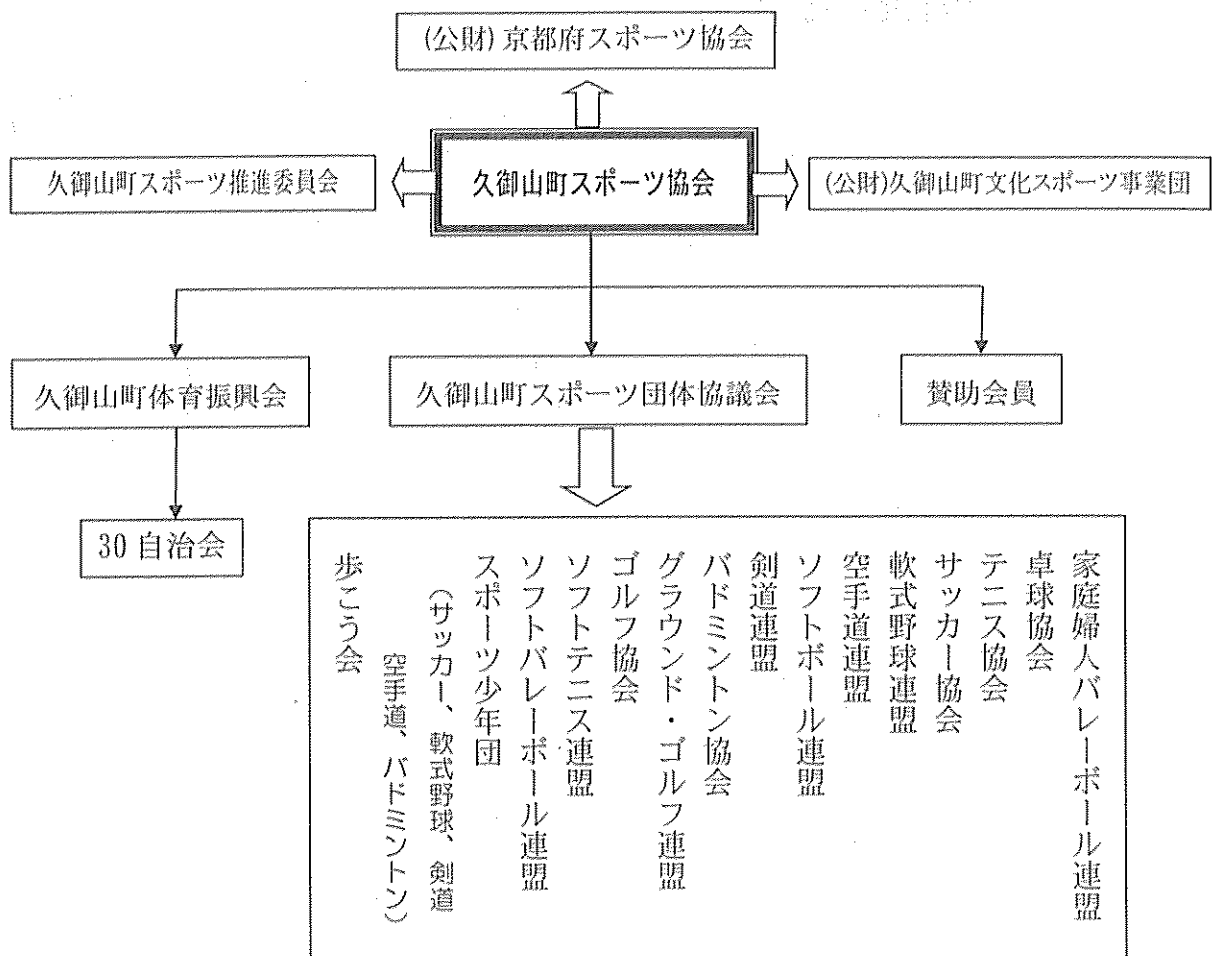 (公財)京都府スポーツ協会
久御山町スポーツ推進委員会
久御山町スポーツ協会
(公財)久御山町文化スポーツ事業団
久御山町体育振興会
久御山町スポーツ団体協議会
賛助会員
30 自治会
家庭婦人バレーボール連盟
卓球協会
テニス協会
サッカー協会
軟式野球連盟
空手道連盟
ソフトボール連盟
剣道連盟
バドミントン協会
グラウンド・ゴルフ連盟
ゴルフ協会
ソフトテニス連盟
ソフトバレーボール連盟
スポーツ少年団
(サッカー、軟式野球、剣道
空手道、バドミントン)
歩こう会